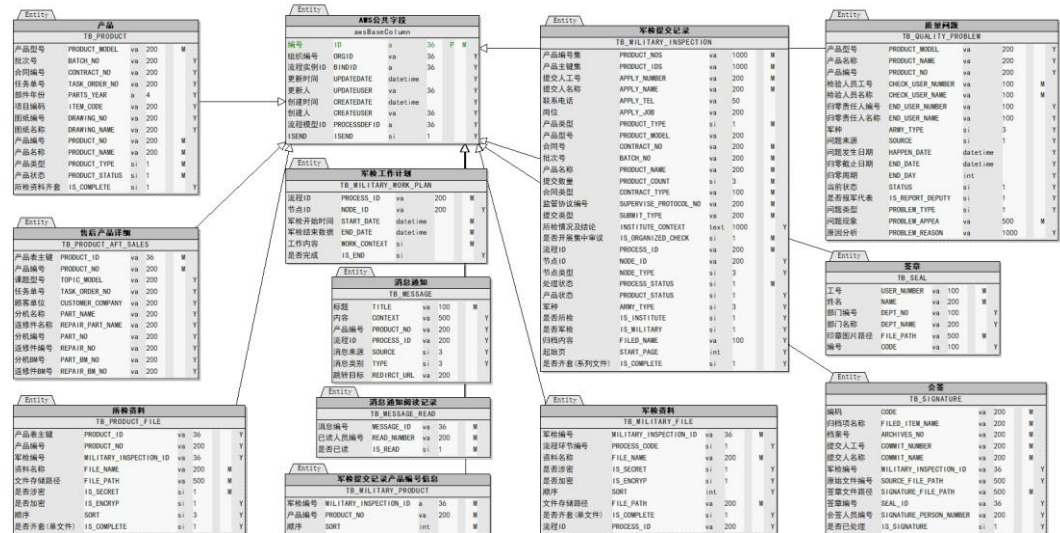 Entity
产品
TB_PRODUCT
产品型号 PRODUCT_MODEL va 200 M
批次号 BATCH_NO va 200 Y
合同编号 CONTRACT_NO va 200 Y
任务单号 TASK_ORDER_NO va 200 Y
部件年份 PARTS_YEAR a 4 Y
项目编码 ITEM_CODE va 200 Y
图纸编号 DRAWING_NO va 200 Y
图纸名称 DRAWING_NAME va 200 Y
产品编号 PRODUCT_NO va 200 M
产品名称 PRODUCT_NAME va 200 M
产品类型 PRODUCT_TYPE si 1 M
产品状态 PRODUCT_STATUS si 1 M
所检资料齐套 IS_COMPLETE si 1 Y
Entity
AWS公共字段
awsBaseColumn
编号 ID a 36 P M
组织编号 ORGID va 36 Y
流程实例ID BINDID a 36 Y
更新时间 UPDATEDATE datetime Y
更新人 UPDATEUSER va 36 Y
创建时间 CREATEDATE datetime Y
创建人 CREATEUSER va 36 Y
流程模型ID PROCESSDEFID a 36 Y
ISEND ISEND si 1 Y
Entity
军检提交记录
TB_MILITARY_INSPECTION
产品编号集 PRODUCT_NOS va 1000 M
产品主键集 PRODUCT_IDS va 1000 M
提交人工号 APPLY_NUMBER va 200 M
提交人名称 APPLY_NAME va 200 M
联系电话 APPLY_TEL va 50 Y
岗位 APPLY_JOB va 200 Y
产品类型 PRODUCT_TYPE si 1 M
产品型号 PRODUCT_MODEL va 200 Y
合同号 CONTRACT_NO va 200 M
批次号 BATCH_NO va 200 M
产品名称 PRODUCT_NAME va 200 M
提交数量 PRODUCT_COUNT si 3 M
合同类型 CONTRACT_TYPE va 100 M
监管协议编号 SUPERVISE_PROTOCOL_NO va 200 M
提交类型 SUBMIT_TYPE va 200 M
所检情况及结论 INSTITUTE_CONTEXT text 1000 Y
是否开展集中审议 IS_ORGANIZED_CHECK si 1 M
流程ID PROCESS_ID va 200 M
节点ID NODE_ID va 200 Y
节点类型 NODE_TYPE si 3 Y
处理状态 PROCESS_STATUS si 1 M
产品状态 PRODUCT_STATUS si 1 Y
军种 ARMY_TYPE si 3 Y
是否所检 IS_INSTITUTE si 1 Y
是否军检 IS_MILITARY si 1 Y
归档内容 FILED_NAME va 100 Y
起始页 START_PAGE int Y
是否齐套(系列文件) IS_COMPLETE si 1 Y
Entity
质量问题
TB_QUALITY_PROBLEM
产品型号 PRODUCT_MODEL va 200 Y
产品名称 PRODUCT_NAME va 200 Y
产品编号 PRODUCT_NO va 200 Y
检验人员工号 CHECK_USER_NUMBER va 100 M
检验人员名称 CHECK_USER_NAME va 100 M
归零责任人编号 END_USER_NUMBER va 100 Y
归零责任人名称 END_USER_NAME va 100 Y
军种 ARMY_TYPE si 3 Y
问题来源 SOURCE si 1 Y
问题发生日期 HAPPEN_DATE datetime Y
归零截止日期 END_DATE datetime Y
归零周期 END_DAY int Y
当前状态 STATUS si 1 Y
是否报军代表 IS_REPORT_DEPUTY si 1 Y
问题类型 PROBLEM_TYPE si 1 Y
问题现象 PROBLEM_APPEA va 500 M
原因分析 PROBLEM_REASON va 1000 Y
Entity
军检工作计划
TB_MILITARY_WORK_PLAN
流程ID PROCESS_ID va 200 M
节点ID NODE_ID va 200 Y
军检开始时间 START_DATE datetime M
军检结束数据 END_DATE datetime M
工作内容 WORK_CONTEXT si M
是否完成 IS_END si Y
Entity
售后产品详情
TB_PRODUCT_AFT_SALES
产品表主键 PRODUCT_ID va 36 M
产品编号 PRODUCT_NO va 200 M
课题型号 TOPIC_MODEL va 200 Y
任务单号 TASK_ORDER_NO va 200 Y
顾客单位 CUSTOMER_COMPANY va 200 Y
分机名称 PART_NAME va 200 Y
返修件名称 REPAIR_PART_NAME va 200 Y
分机编号 PART_NO va 200 Y
返修件编号 REPAIR_NO va 200 Y
分机BM号 PART_BM_NO va 200 Y
返修件BM号 REPAIR_BM_NO va 200 Y
Entity
消息通知
TB_MESSAGE
标题 TITLE va 100 M
内容 CONTEXT va 500 Y
产品编号 PRODUCT_NO va 200 Y
流程ID PROCESS_ID va 200 Y
消息来源 SOURCE si 3 Y
消息类别 TYPE si 3 Y
跳转目标 REDIRCT_URL va 200 Y
Entity
签章
TB_SEAL
工号 USER_NUMBER va 100 M
姓名 NAME va 200 M
部门编号 DEPT_NO va 100 Y
部门名称 DEPT_NAME va 200 Y
印章图片路径 FILE_PATH va 500 M
编号 CODE va 100 Y
Entity
所检资料
TB_PRODUCT_FILE
产品表主键 PRODUCT_ID va 36 Y
产品编号 PRODUCT_NO va Y
军检编号 MILITARY_INSPECTION_ID va 36 Y
资料名称 FILE_NAME va 200 M
文件存储路径 FILE_PATH va 500 M
是否涉密 IS_SECRET si 1 M
是否加密 IS_ENCRYP si 1 Y
顺序 SORT si 3 Y
是否齐套(单文件) IS_COMPLETE si 1 Y
Entity
消息通知阅读记录
TB_MESSAGE_READ
消息编号 MESSAGE_ID va 36 M
已读人员编号 READ_NUMBER va 200 M
是否已读 IS_READ si 1 M
Entity
军检提交记录产品编号信息
TB_MILITARY_PRODUCT
军检编号 MILITARY_INSPECTION_ID a 36 M
产品编号 PRODUCT_NO va 200 M
顺序 SORT int M
Entity
军检资料
TB_MILITARY_FILE
军检编号 MILITARY_INSPECTION_ID va 36 M
流程环节编号 PROCESS_CODE si 1 Y
资料名称 FILE_NAME va 200 M
是否涉密 IS_SECRET si 1 Y
是否加密 IS_ENCRYP si 1 Y
顺序 SORT int Y
文件存储路径 FILE_PATH va 200 M
是否齐套(单文件) IS_COMPLETE si 1 Y
流程ID PROCESS_ID va 200 Y
Entity
会签
TB_SIGNATURE
编码 CODE va 200 M
归档项名称 FILED_ITEM_NAME va 200 M
档案号 ARCHIVES_NO va 200 M
提交人工号 COMMIT_NUMBER va 200 M
提交人名称 COMMIT_NAME va 200 M
军检编号 MILITARY_INSPECTION_ID va 36 Y
原始文件编号 SOURCE_FILE_PATH va 500 Y
签章文件路径 SIGNATURE_FILE_PATH va 500 M
签章编号 SEAL_ID va 36 Y
会签人员编号 SIGNATURE_PERSON_NUMBER va 200 Y
是否已处理 IS_SIGNATURE si 1 Y